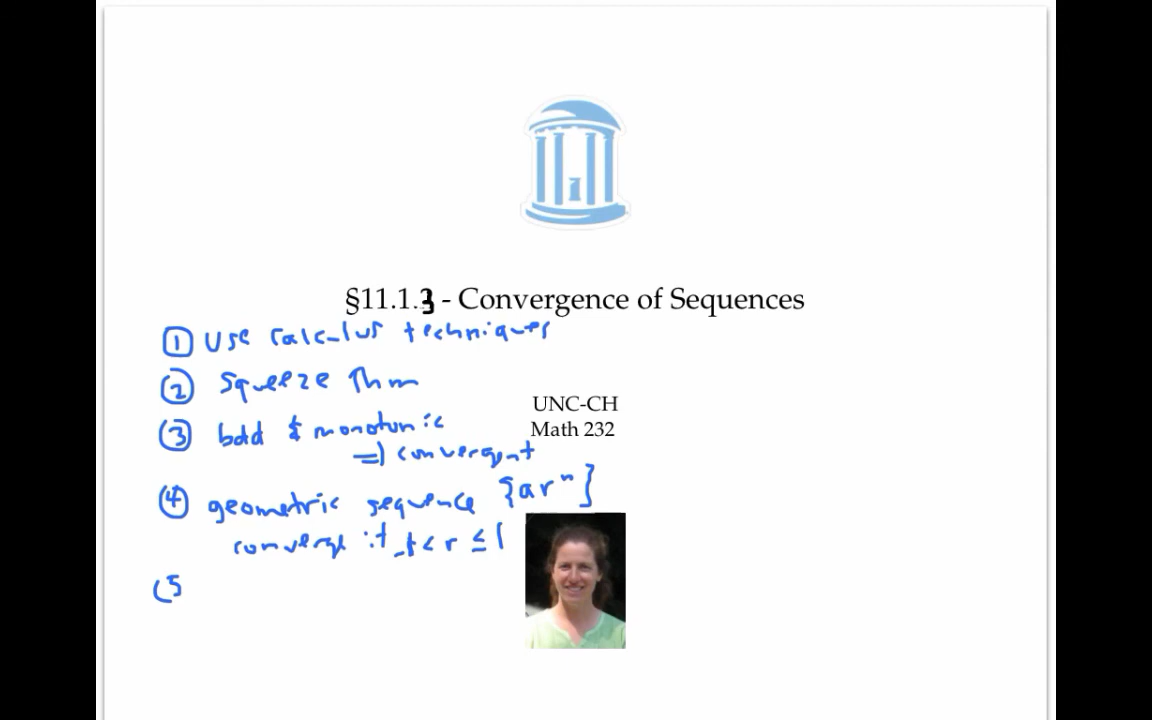 §11.1.3 - Convergence of Sequences
① Use calculus techniques
② Squeeze Thm
③ bdd & monotonic
=) convergent
UNC-CH
Math 232
④ geometric sequence {ar^n}
converge if -1 < r ≤ 1
(5